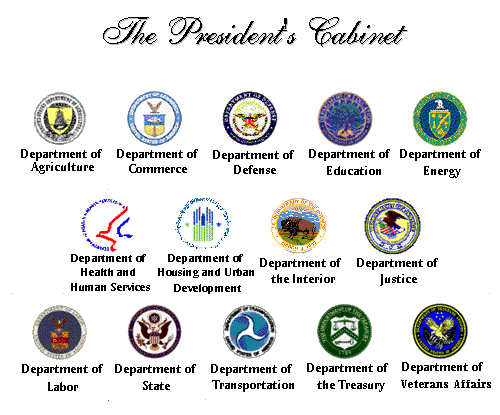 The President's Cabinet
Department of Agriculture
Department of Commerce
Department of Defense
Department of Education
Department of Energy
Department of Health and Human Services
Department of Housing and Urban Development
Department of the Interior
Department of Justice
Department of Labor
Department of State
Department of Transportation
Department of the Treasury
Department of Veterans Affairs